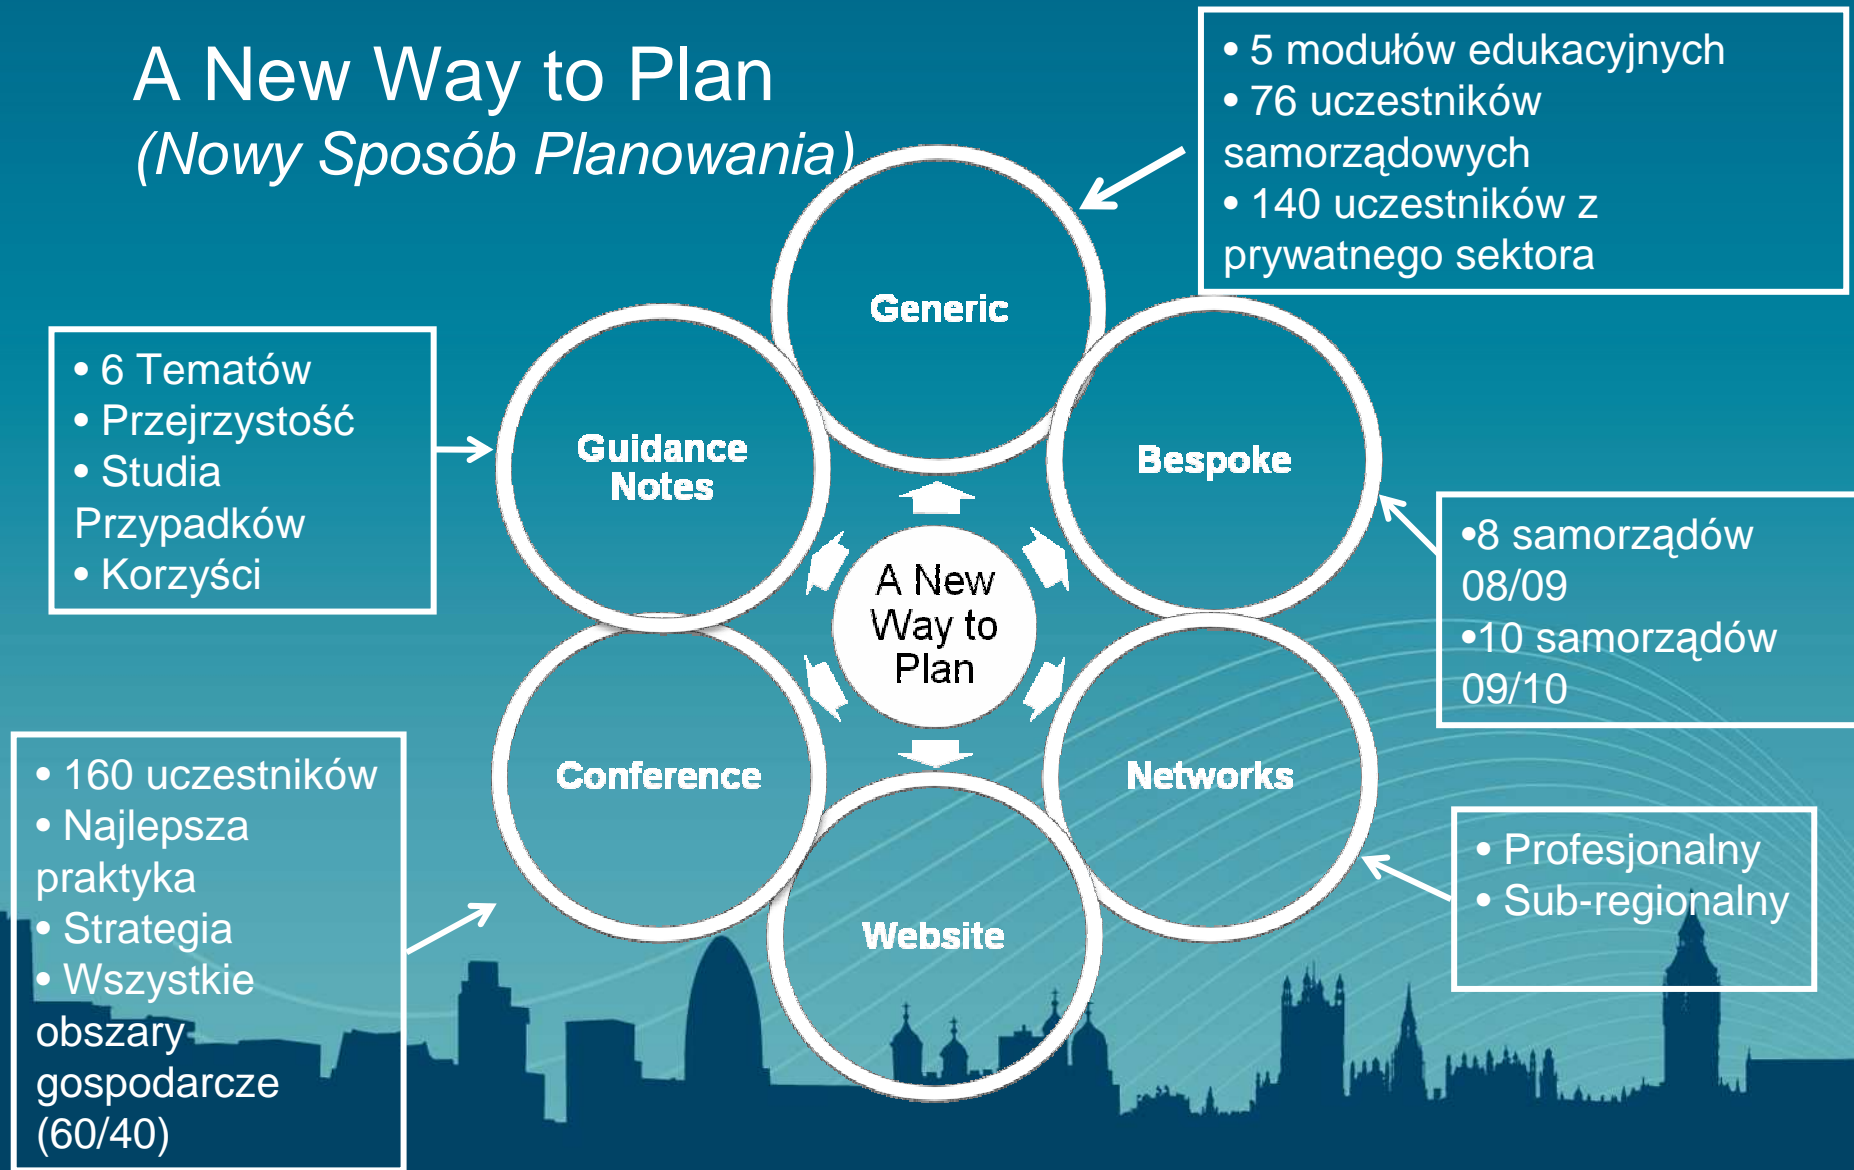 A New Way to Plan
(Nowy Sposób Planowania)
• 5 modułów edukacyjnych
• 76 uczestników
samorządowych
• 140 uczestników z
prywatnego sektora
Generic
• 6 Tematów
• Przejrzystość
• Studia
Przypadków
• Korzyści
Guidance
Notes
Bespoke
•8 samorządów
08/09
•10 samorządów
09/10
A New
Way to
Plan
• 160 uczestników
• Najlepsza
praktyka
• Strategia
• Wszystkie
obszary
gospodarcze
(60/40)
Conference
Networks
• Profesjonalny
• Sub-regionalny
Website